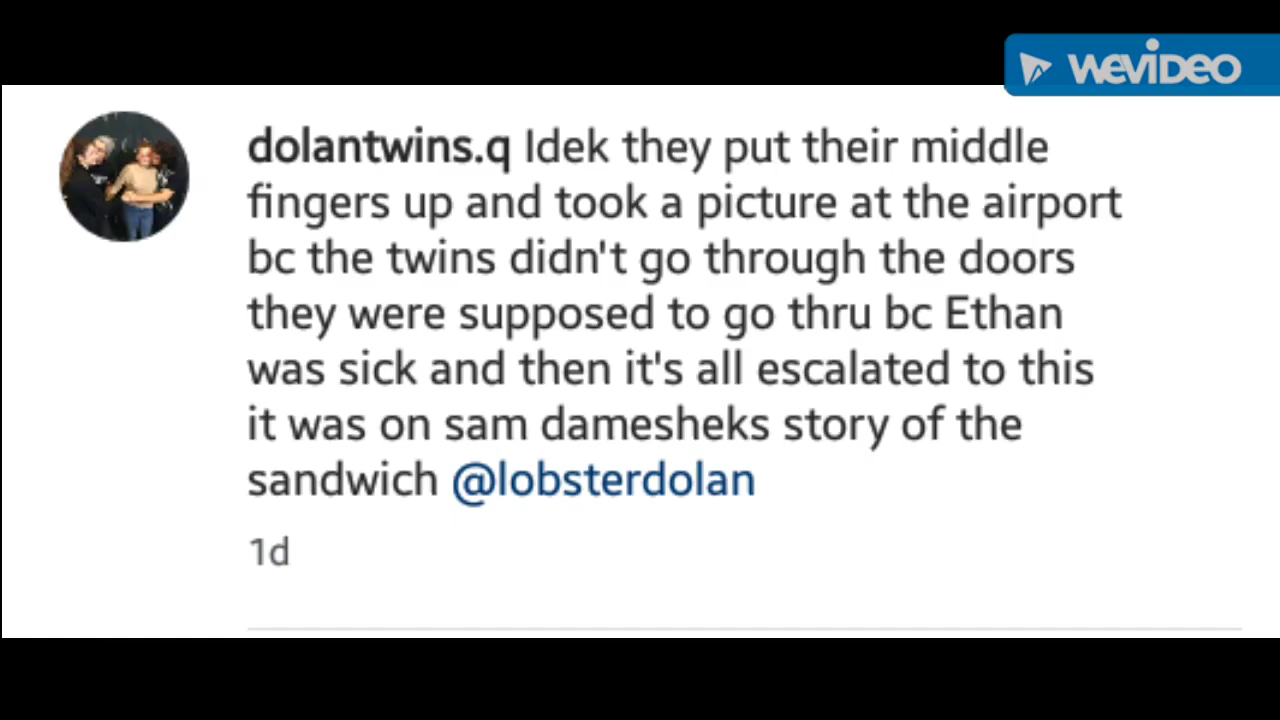 WEVIDEO
dolantwins.q Idek they put their middle
fingers up and took a picture at the airport
bc the twins didn't go through the doors
they were supposed to go thru bc Ethan
was sick and then it's all escalated to this
it was on sam damesheks story of the
sandwich @lobsterdolan
1d